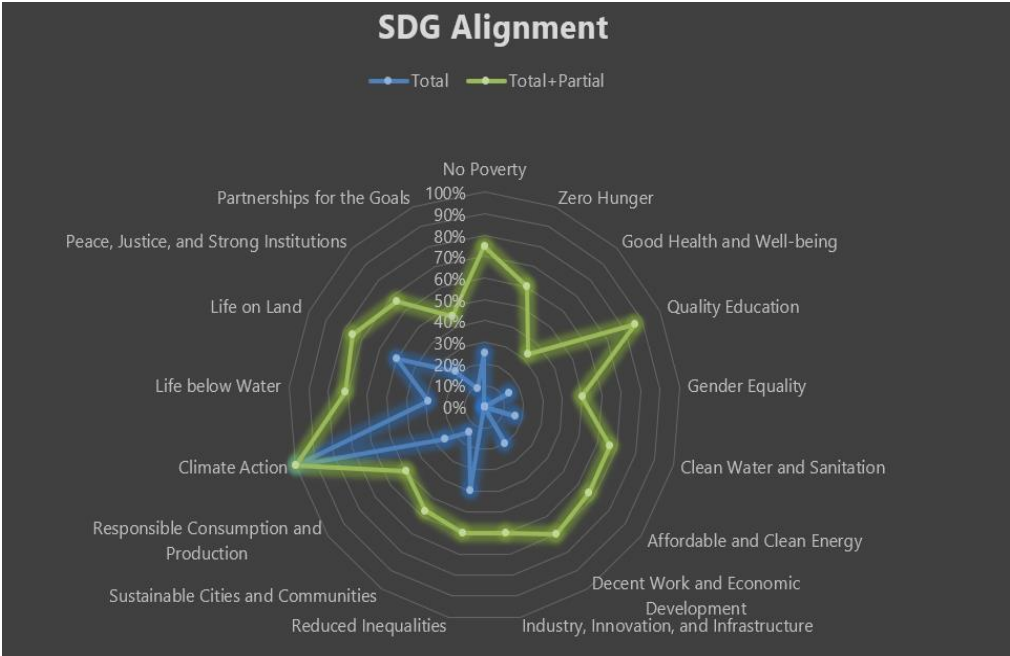 SDG Alignment
Total
Total+Partial
No Poverty
Partnerships for the Goals
100%
Zero Hunger
90%
Peace, Justice, and Strong Institutions
80%
Good Health and Well-being
70%
60%
Life on Land
50%
Quality Education
40%
30%
20%
Life below Water
10%
Gender Equality
0%
Climate Action
Clean Water and Sanitation
Responsible Consumption and
Production
Affordable and Clean Energy
Sustainable Cities and Communities
Decent Work and Economic
Development
Reduced Inequalities
Industry, Innovation, and Infrastructure